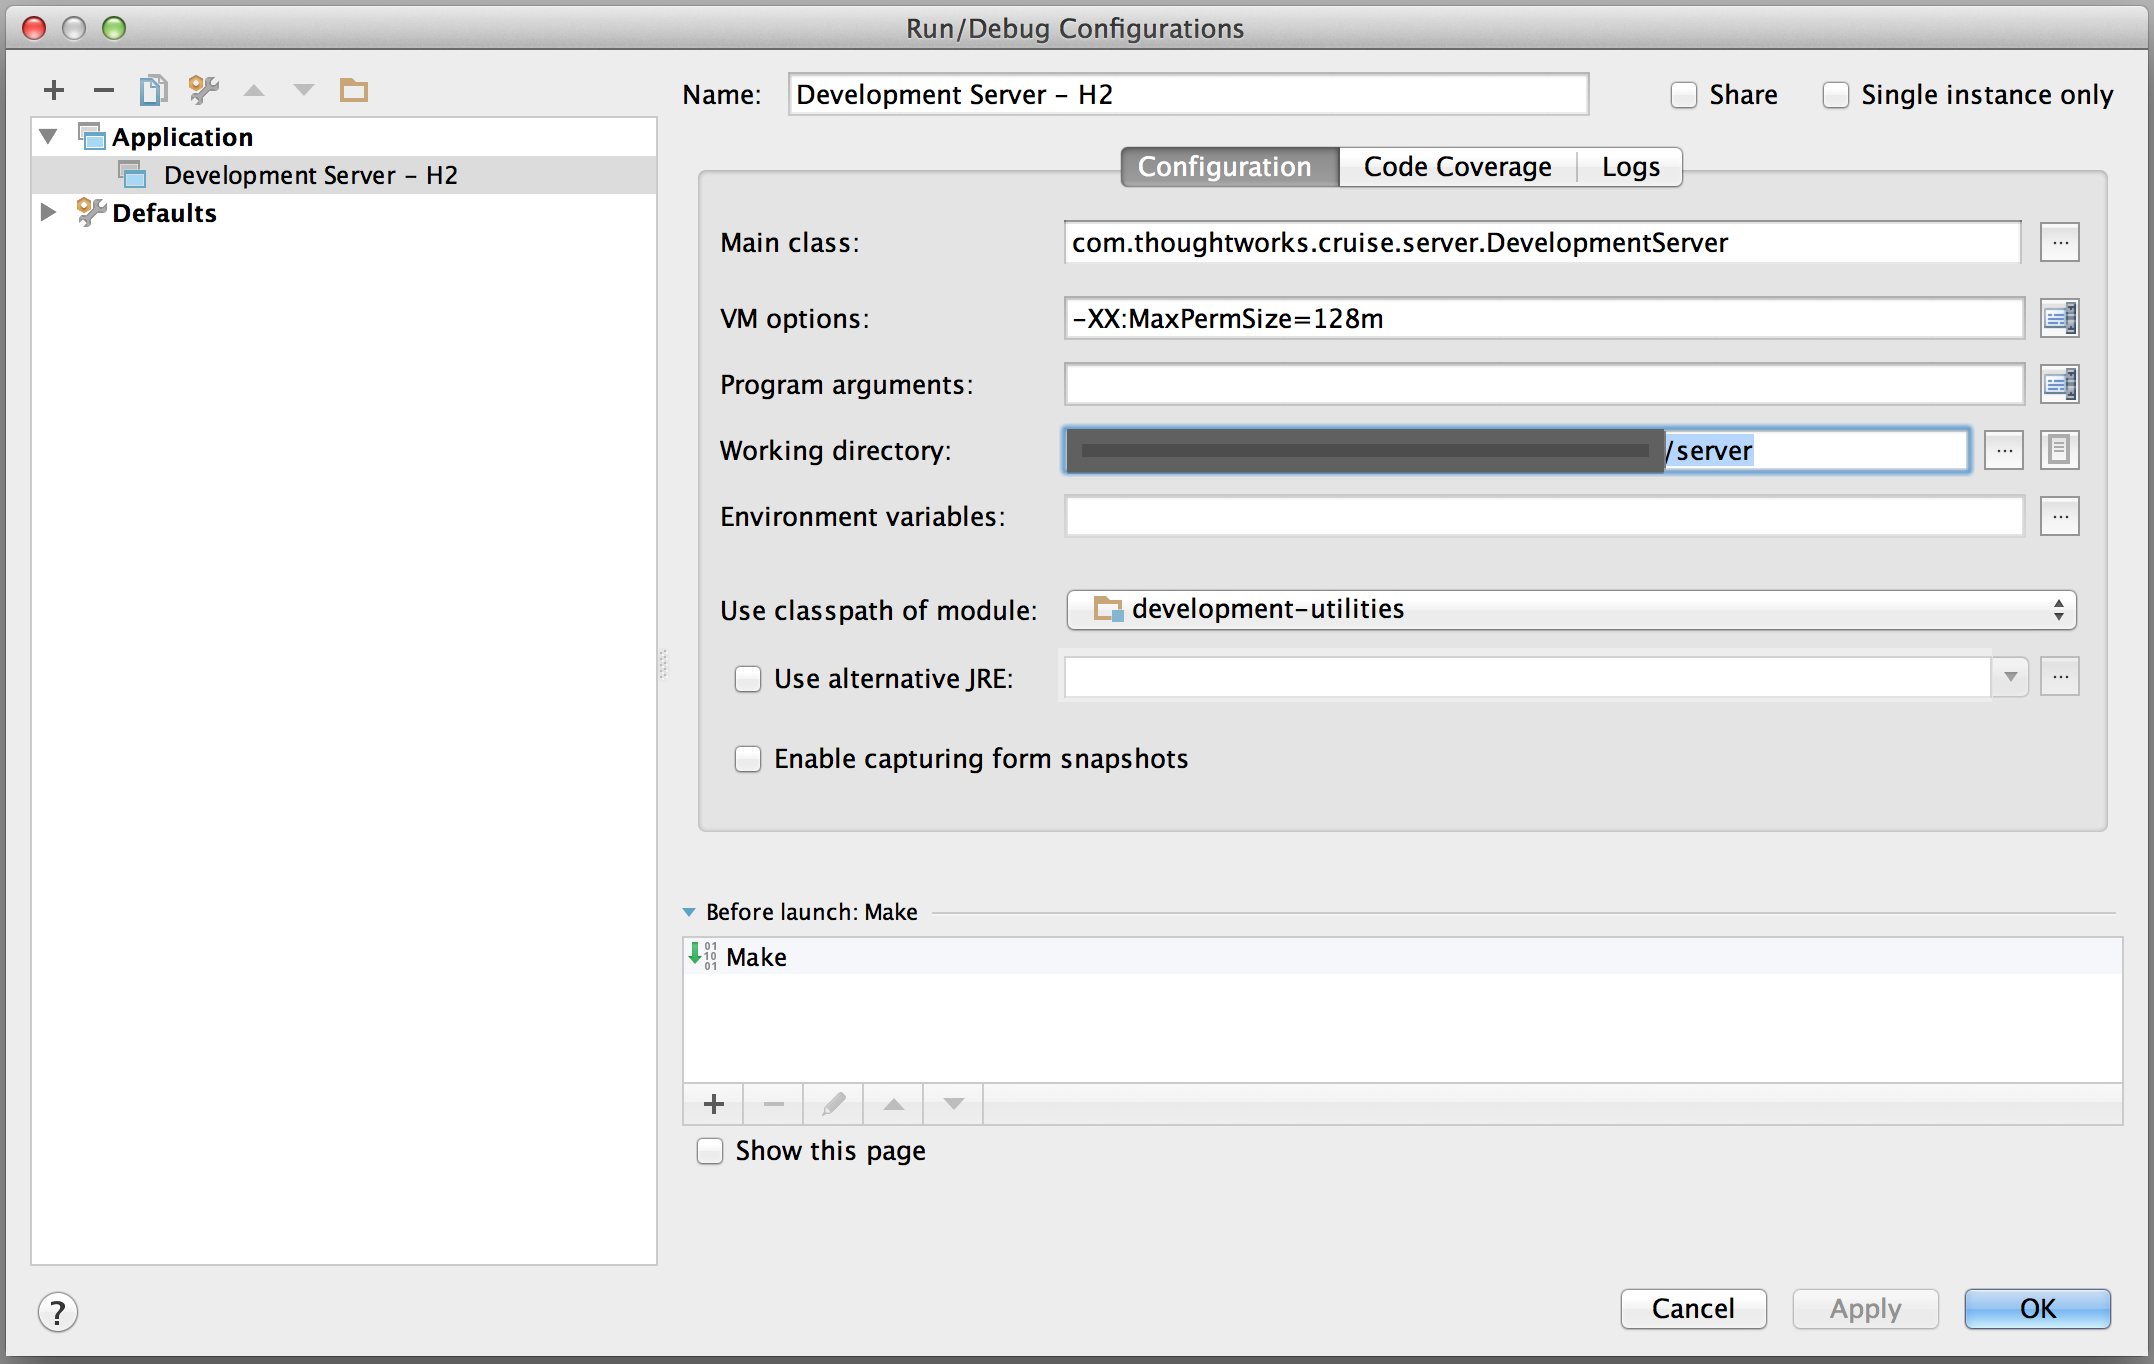 Run/Debug Configurations
Name: Development Server - H2 Share Single instance only
Application
Development Server - H2
Defaults
Configuration Code Coverage Logs
Main class: com.thoughtworks.cruise.server.DevelopmentServer ...
VM options: -XX:MaxPermSize=128m
Program arguments:
Working directory: /server ...
Environment variables: ...
Use classpath of module: development-utilities
Use alternative JRE: ...
Enable capturing form snapshots
Before launch: Make
Make
Show this page
? Cancel Apply OK